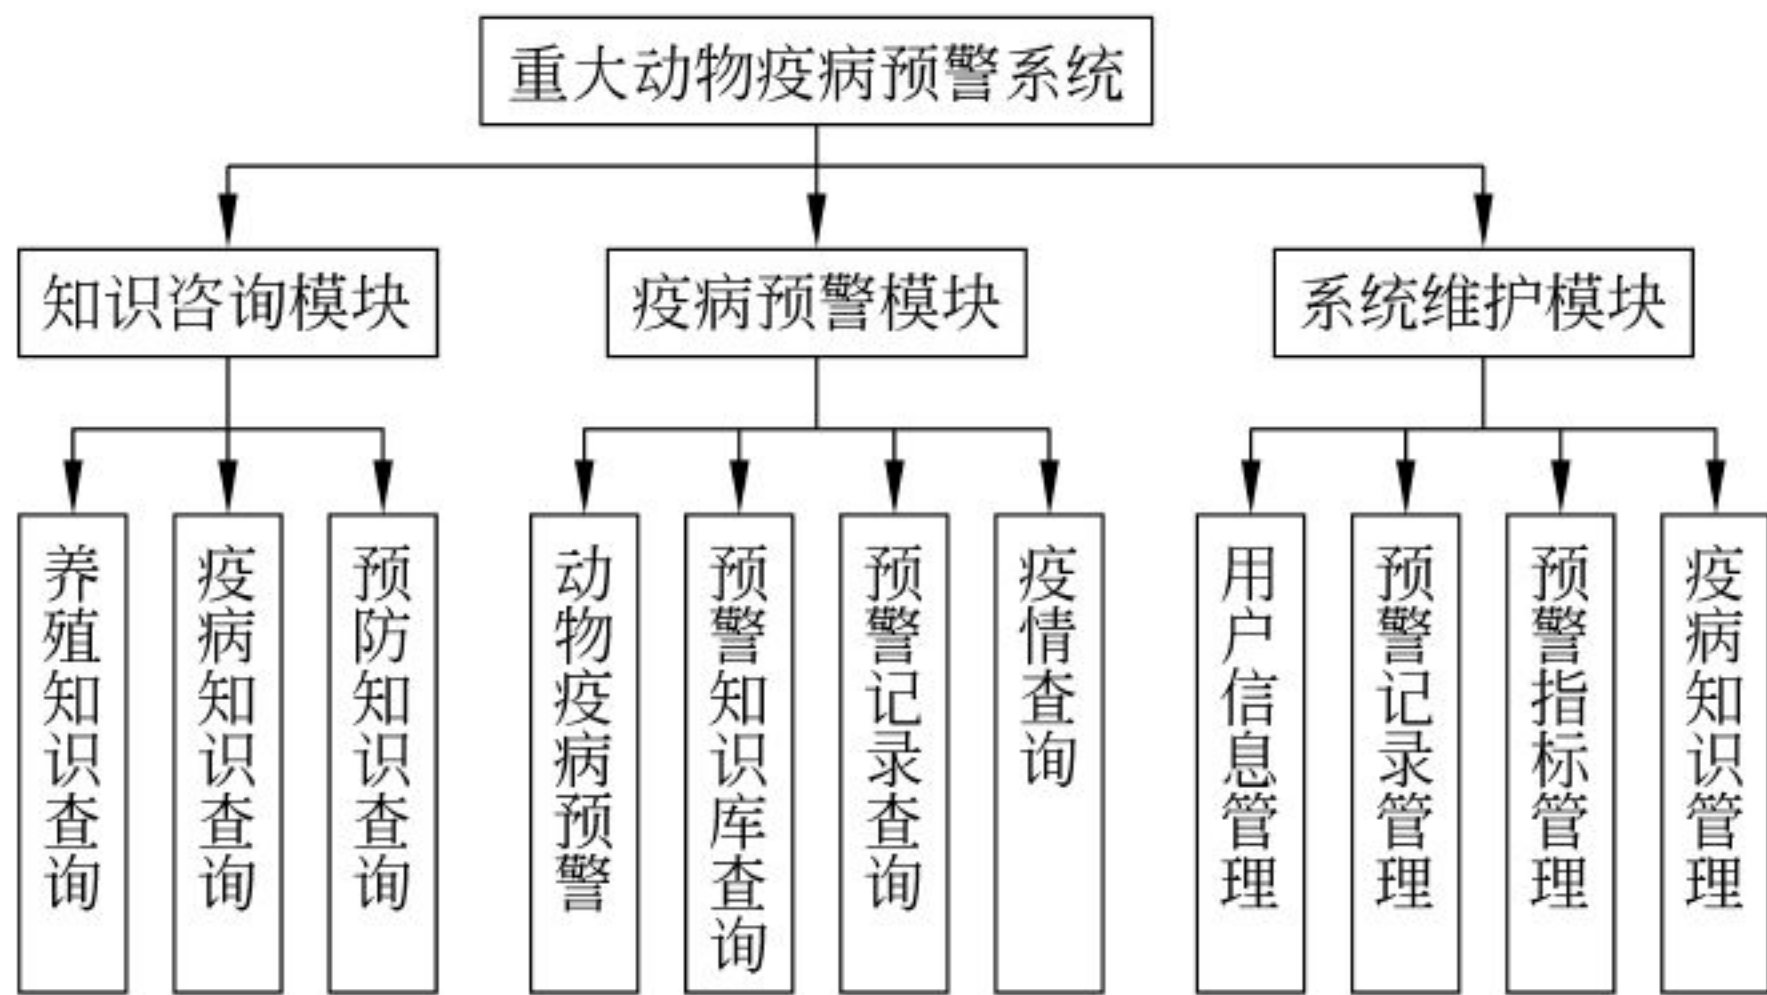 重大动物疫病预警系统
知识咨询模块
疫病预警模块
系统维护模块
养殖知识查询
疫病知识查询
预防知识查询
动物疫病预警
预警知识库查询
预警记录查询
疫情查询
用户信息管理
预警记录管理
预警指标管理
疫病知识管理